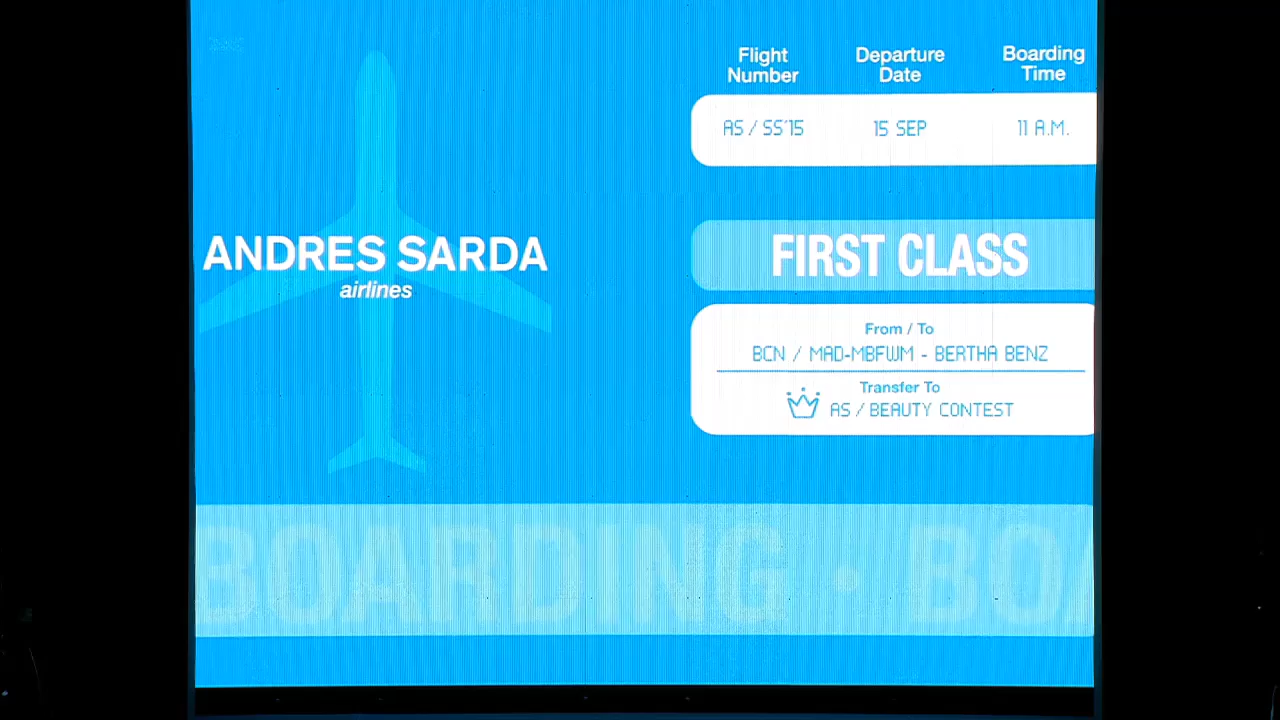 ANDRES SARDA
airlines
Flight Number
Departure Date
Boarding Time
AS / SS'15
15 SEP
11 A.M.
FIRST CLASS
From / To
BCN / MAD-MBFWM - BERTHA BENZ
Transfer To
AS / BEAUTY CONTEST
BOARDING · BOA